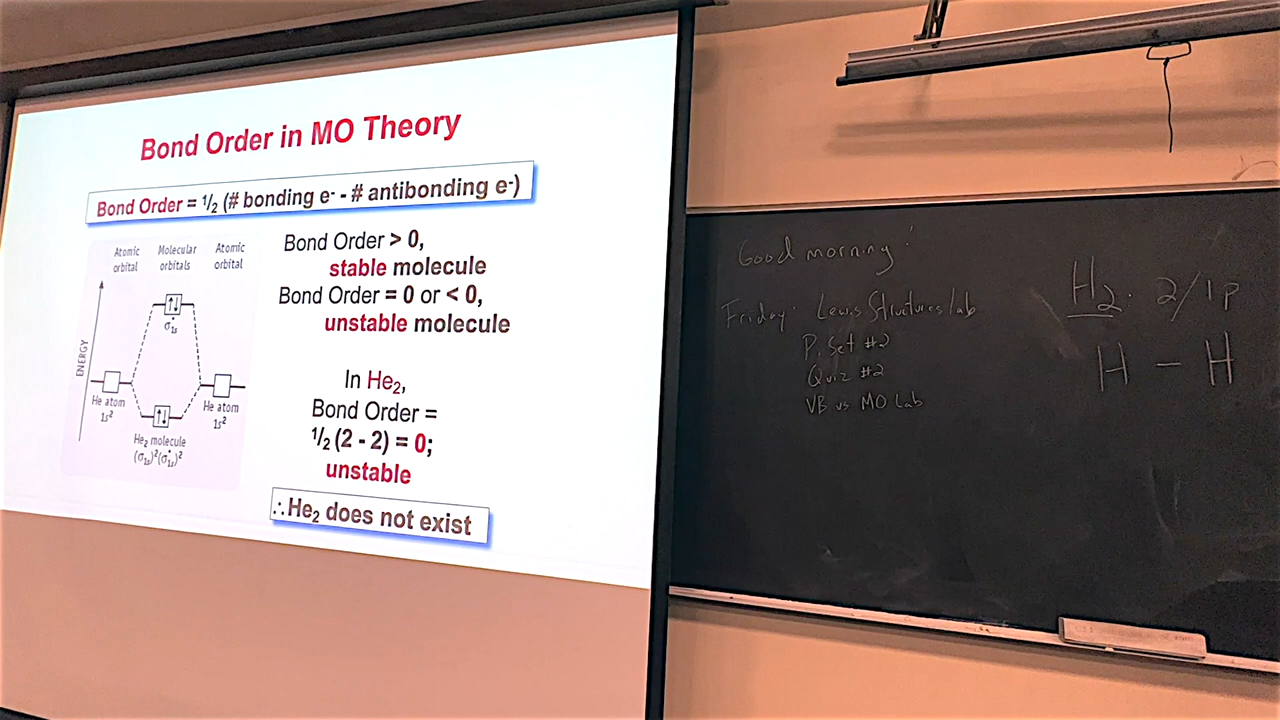 Bond Order in MO Theory
Bond Order = 1/2 (# bonding e- - # antibonding e-)
Atomic orbital
Molecular orbitals
Atomic orbital
ENERGY
σ*1s
He atom
1s²
He atom
1s²
He₂ molecule
(σ1s)²(σ*1s)²
Bond Order > 0,
stable molecule
Bond Order = 0 or < 0,
unstable molecule
In He₂,
Bond Order =
1/2 (2 - 2) = 0;
unstable
∴He₂ does not exist
Good morning!
Friday: Lewis Structures lab
P. Set #2
Quiz #2
VB vs MO Lab
H₂: 2/1p
H - H